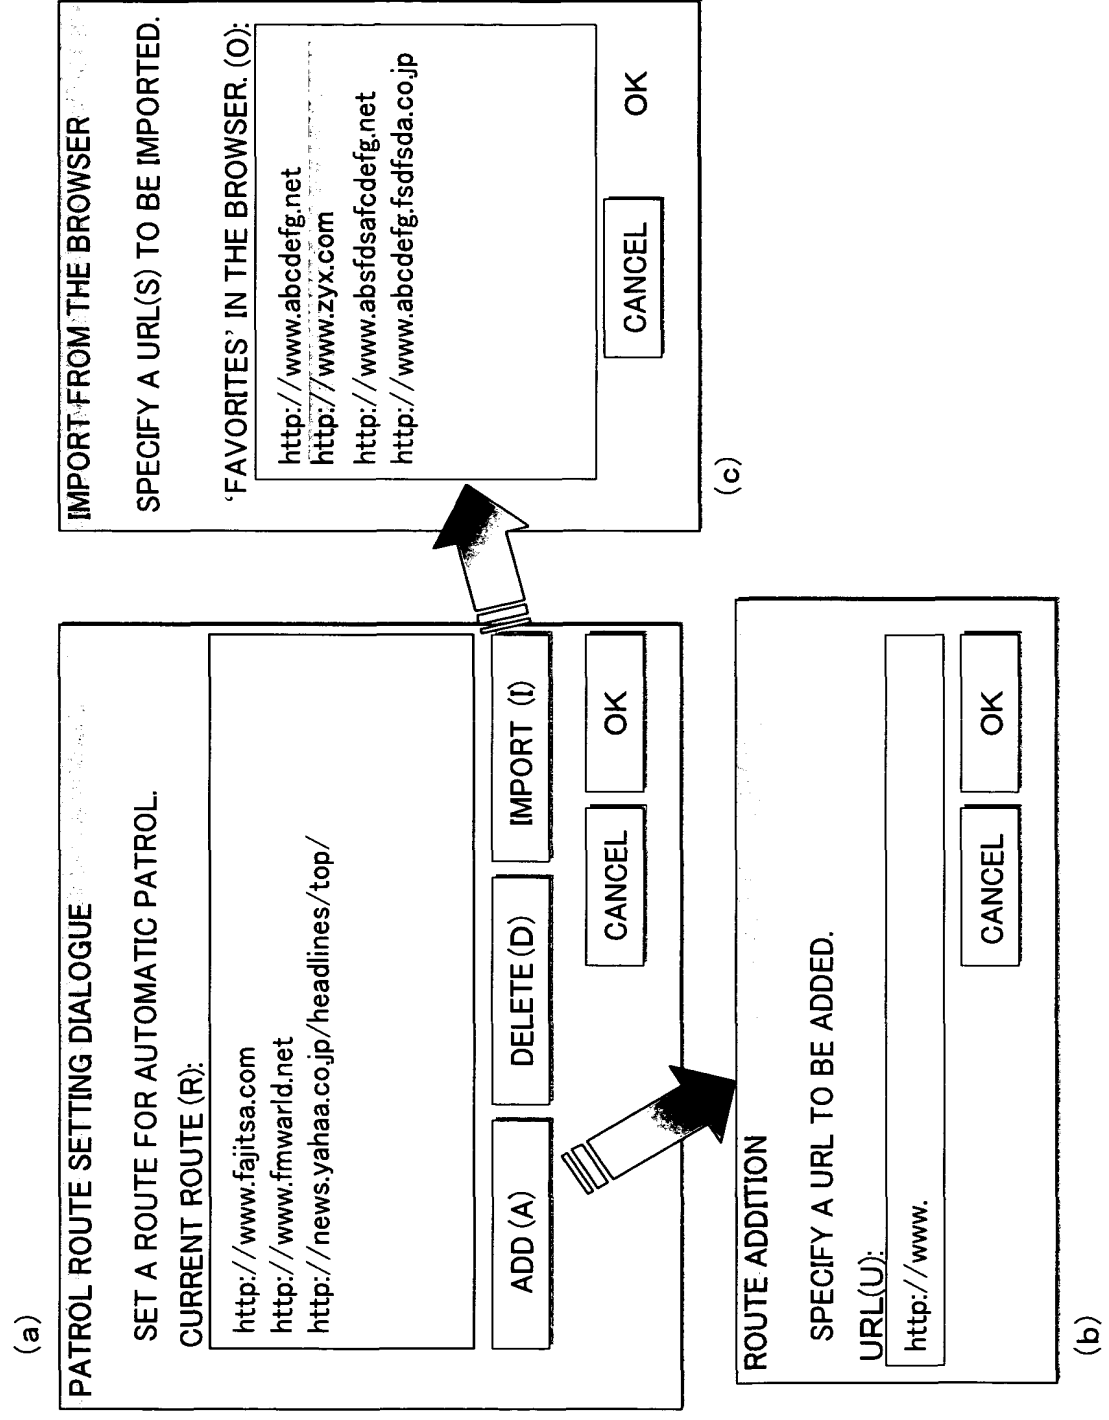 (a)
PATROL ROUTE SETTING DIALOGUE
SET A ROUTE FOR AUTOMATIC PATROL.
CURRENT ROUTE (R):
http://www.fajitsa.com
http://www.fmwarld.net
http://news.yahaa.co.jp/headlines/top/
ADD (A)
DELETE (D)
IMPORT (I)
CANCEL
OK
ROUTE ADDITION
SPECIFY A URL TO BE ADDED.
URL(U):
http://www.
CANCEL
OK
(b)
IMPORT FROM THE BROWSER
SPECIFY A URL(S) TO BE IMPORTED.
‘FAVORITES’ IN THE BROWSER. (O):
http://www.abcdefg.net
http://www.zyx.com
http://www.absfdsafcdefg.net
http://www.abcdefg.fsdfsda.co.jp
CANCEL
OK
(c)